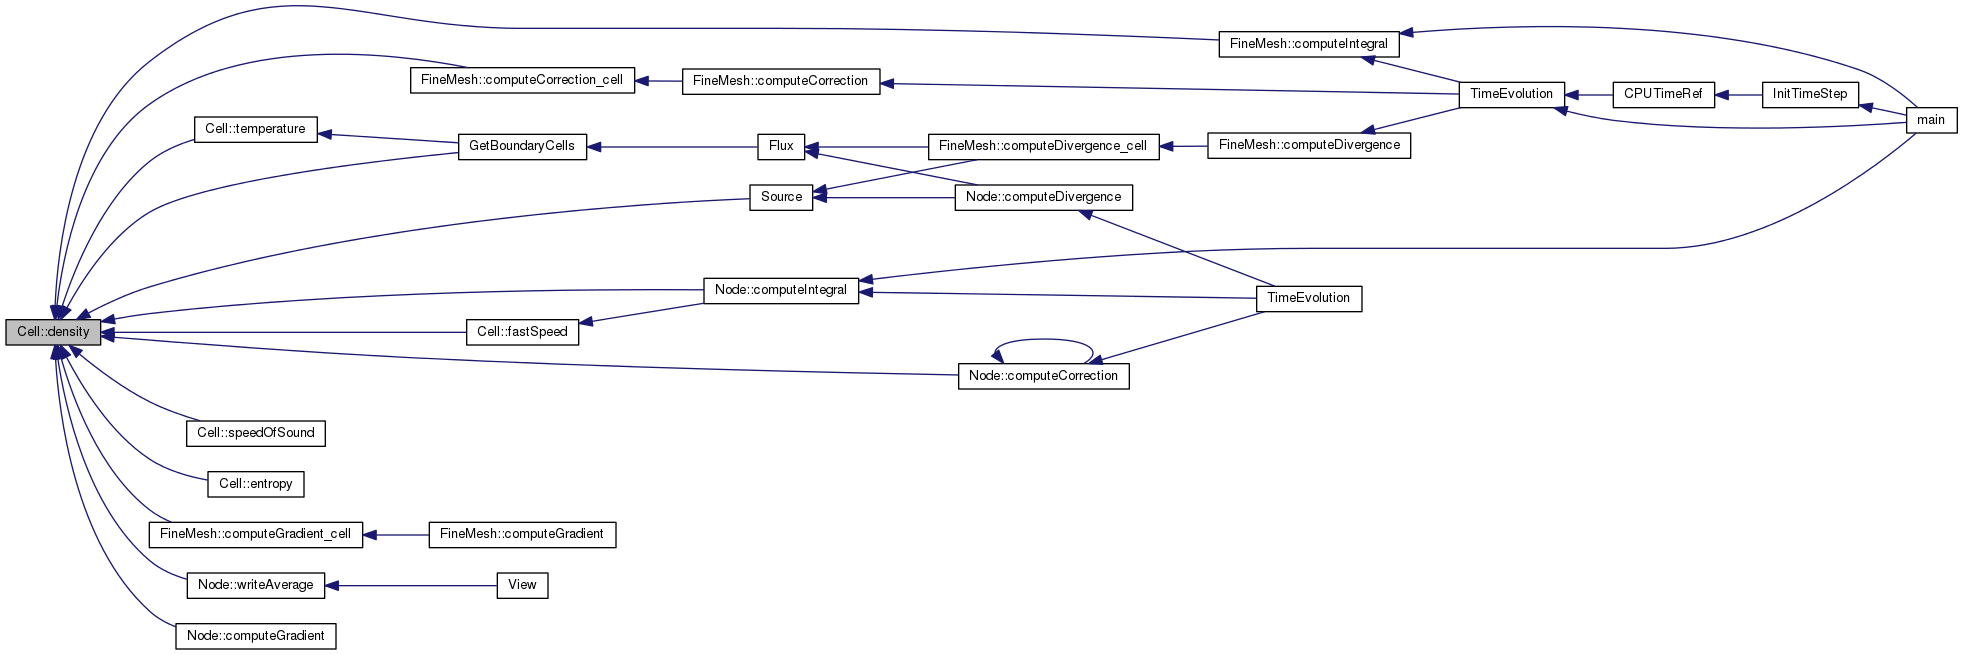 FineMesh::computeIntegral
FineMesh::computeCorrection_cell
FineMesh::computeCorrection
TimeEvolution
CPUTimeRef
InitTimeStep
main
Cell::temperature
GetBoundaryCells
Flux
FineMesh::computeDivergence_cell
FineMesh::computeDivergence
Source
Node::computeDivergence
Node::computeIntegral
TimeEvolution
Cell::density
Cell::fastSpeed
Node::computeCorrection
Cell::speedOfSound
Cell::entropy
FineMesh::computeGradient_cell
FineMesh::computeGradient
Node::writeAverage
View
Node::computeGradient